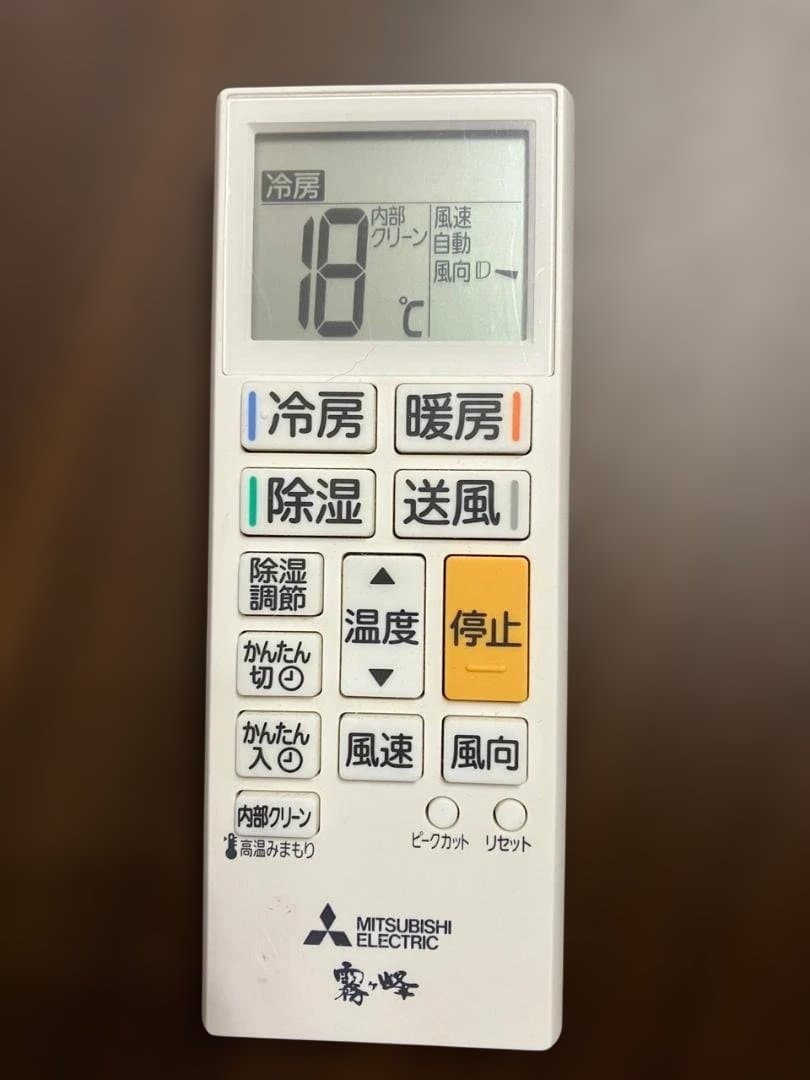 冷房
18℃
内部
クリーン
風速
自動
風向
冷房
暖房
除湿
送風
除湿
調節
温度
停止
かんたん
切
かんたん
入
風速
風向
内部クリーン
高温みまもり
ピークカット
リセット
MITSUBISHI
ELECTRIC
霧ヶ峰